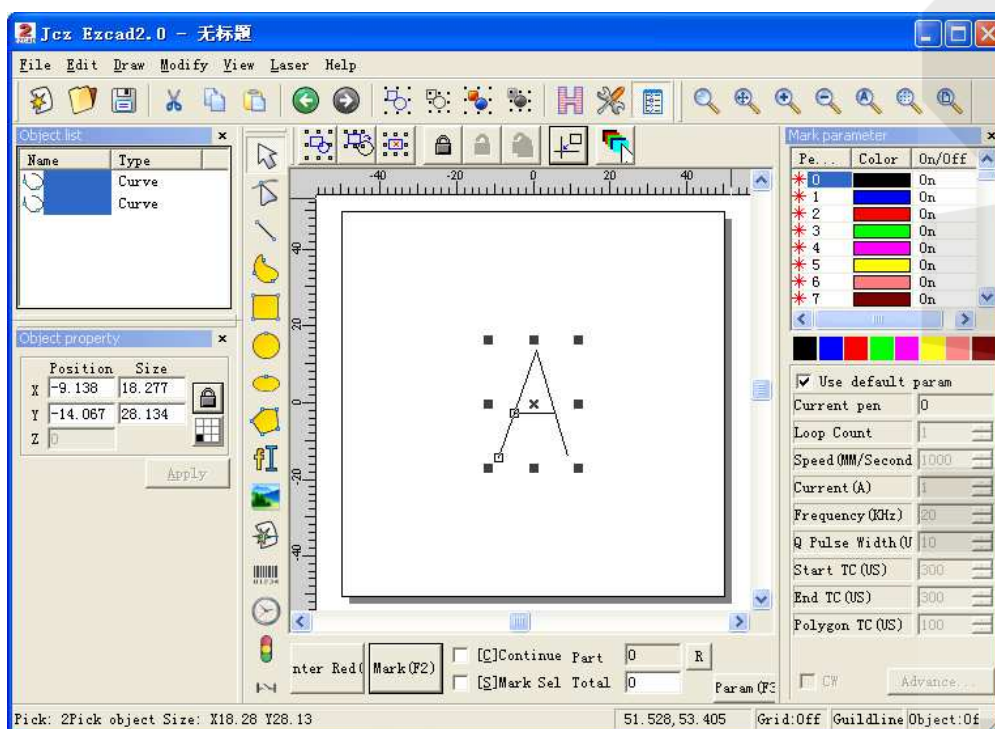 Jcz Ezcad2.0 - 无标题
File Edit Draw Modify View Laser Help
Object list
Name Type
Curve
Curve
Object property
Position Size
X -9.138 18.277
Y -14.067 28.134
Z 0
Apply
-40 -20 0 20 40
40
20
0
-20
-40
Mark parameter
Pe... Color On/Off
0 On
1 On
2 On
3 On
4 On
5 On
6 On
7 On
Use default param
Current pen 0
Loop Count 1
Speed(MM/Second 1000
Current(A) 1
Frequency(KHz) 20
Q Pulse Width(U 10
Start TC(US) 300
End TC(US) 300
Polygon TC(US) 100
CW Advance...
nter Red( Mark(F2) [C]Continue Part 0 R
[S]Mark Sel Total 0 Param(F3
Pick: 2Pick object Size: X18.28 Y28.13 51.528,53.405 Grid:Off Guildline Object:Of